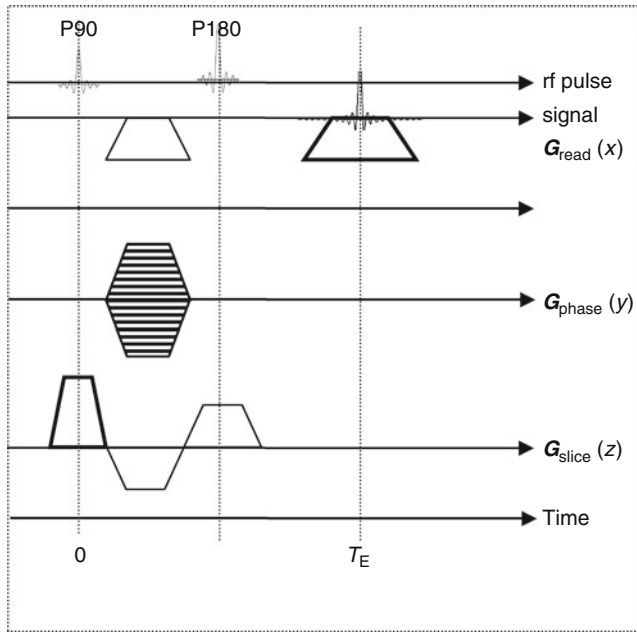 P90 P180
rf pulse
signal
G_read (x)
G_phase (y)
G_slice (z)
Time
0 T_E